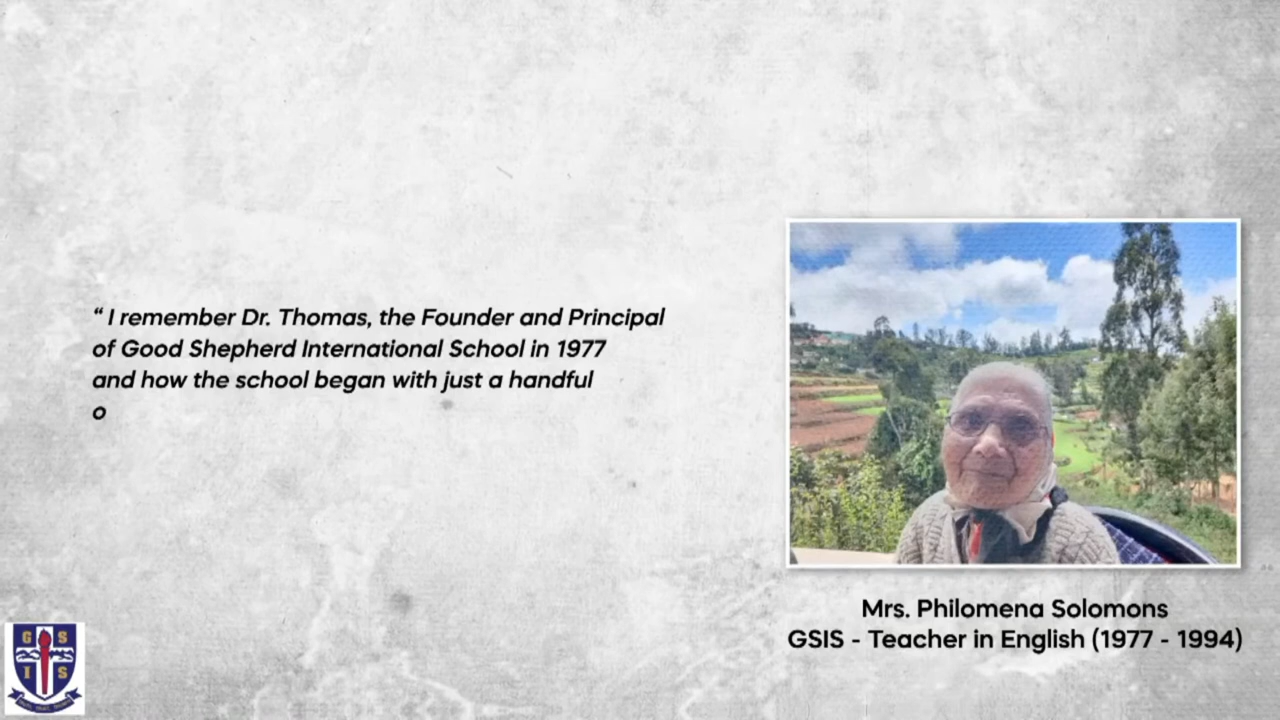 “ I remember Dr. Thomas, the Founder and Principal
of Good Shepherd International School in 1977
and how the school began with just a handful
o
Mrs. Philomena Solomons
GSIS - Teacher in English (1977 - 1994)
G S
I S